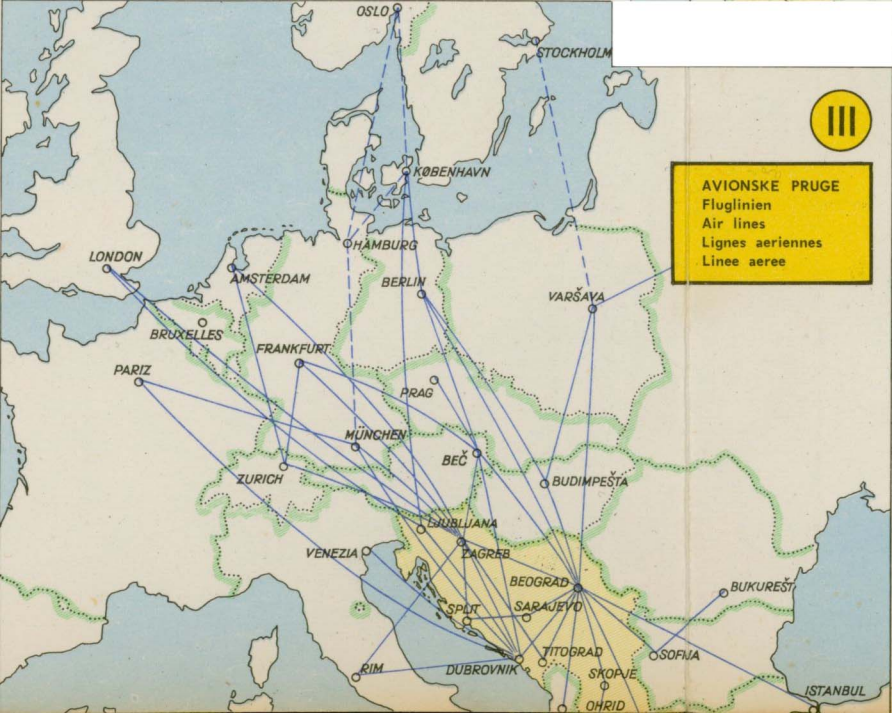 OSLO
STOCKHOLM
III
KØBENHAVN
AVIONSKE PRUGE
Fluglinien
Air lines
Lignes aeriennes
Linee aeree
HAMBURG
LONDON
AMSTERDAM
BERLIN
VARŠAVA
BRUXELLES
FRANKFURT
PARIZ
PRAG
MÜNCHEN
BEČ
ZURICH
BUDIMPEŠTA
LJUBLJANA
VENEZIA
ZAGREB
BEOGRAD
BUKUREŠT
SPLIT
SARAJEVO
TITOGRAD
SOFIJA
RIM
DUBROVNIK
SKOPJE
ISTANBUL
OHRID